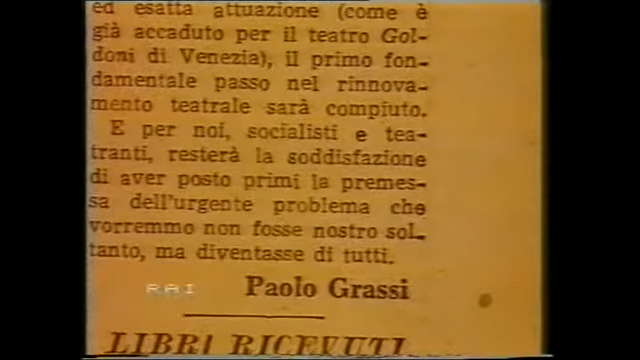 ed esatta attuazione (come è
già accaduto per il teatro Gol-
doni di Venezia), il primo fon-
damentale passo nel rinnova-
mento teatrale sarà compiuto.
E per noi, socialisti e tea-
tranti, resterà la soddisfazione
di aver posto primi la premes-
sa dell'urgente problema che
vorremmo non fosse nostro sol-
tanto, ma diventasse di tutti.
Paolo Grassi
RAI
LIBRI RICEVUTI